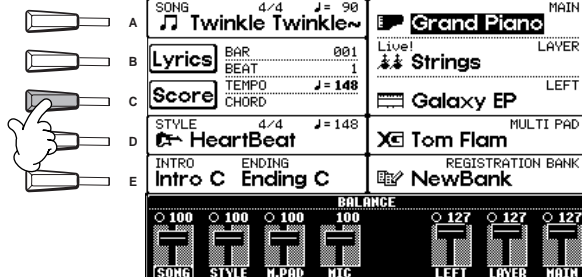 A
B
C
D
E
SONG 4/4 ♩= 90
Twinkle Twinkle~
Lyrics
BAR 001
BEAT 1
Score
TEMPO ♩=148
CHORD
STYLE 4/4 ♩=148
HeartBeat
INTRO ENDING
Intro C Ending C
MAIN
Grand Piano
Live! LAYER
Strings
LEFT
Galaxy EP
MULTI PAD
Tom Flam
REGISTRATION BANK
NewBank
BALANCE
100 100 100 100 127 127 127
SONG STYLE M.PAD MIC LEFT LAYER MAIN